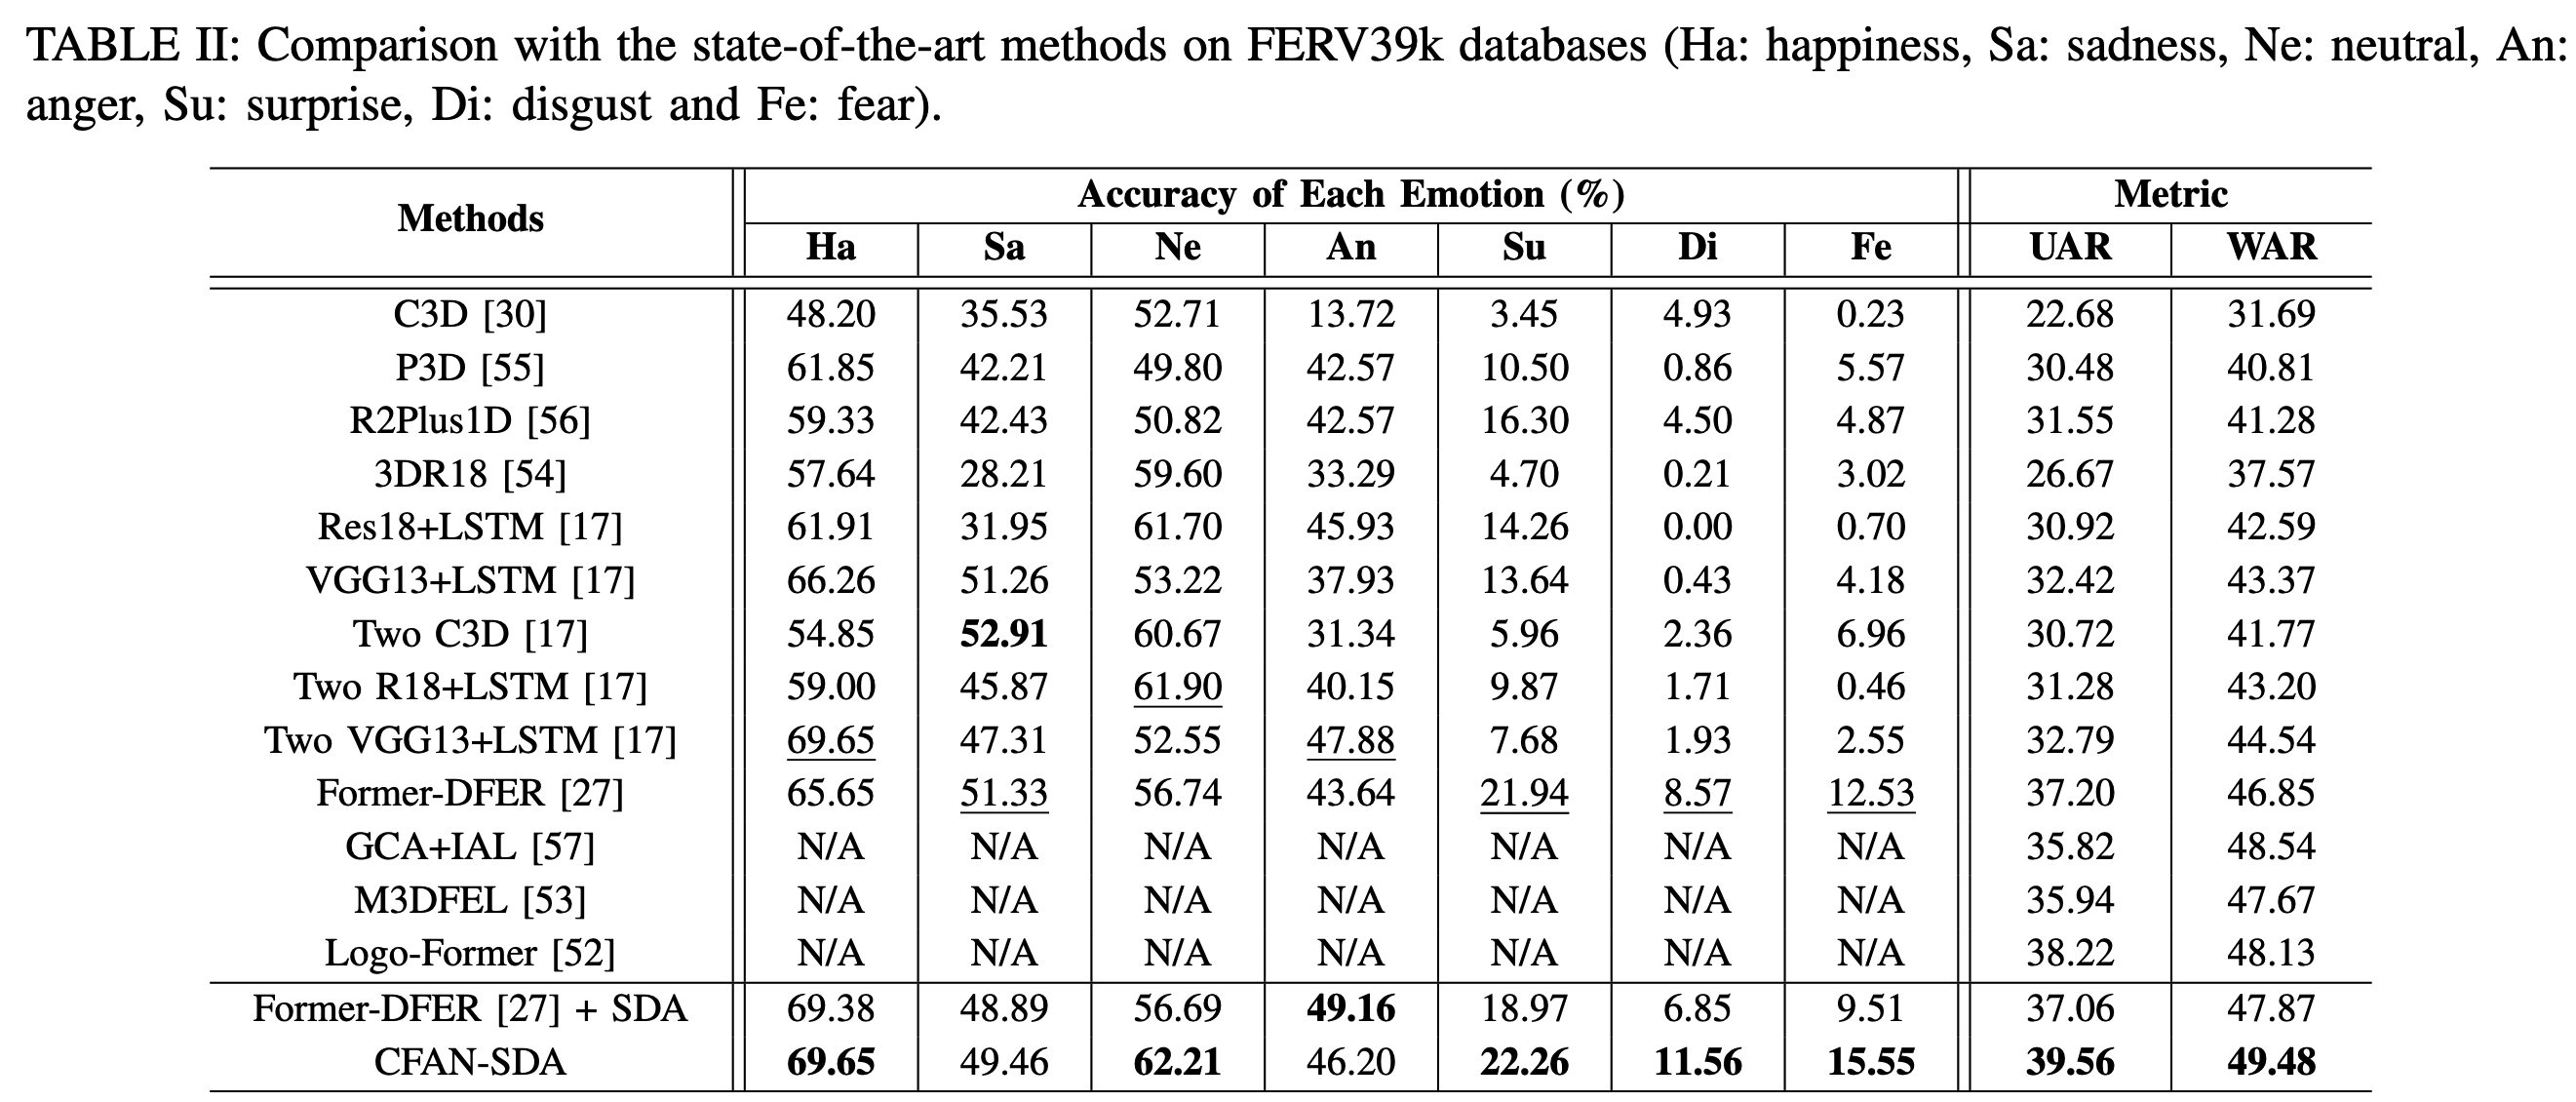 TABLE II: Comparison with the state-of-the-art methods on FERV39k databases (Ha: happiness, Sa: sadness, Ne: neutral, An:
anger, Su: surprise, Di: disgust and Fe: fear).
Methods Accuracy of Each Emotion (%) Metric
Ha Sa Ne An Su Di Fe UAR WAR
C3D [30] 48.20 35.53 52.71 13.72 3.45 4.93 0.23 22.68 31.69
P3D [55] 61.85 42.21 49.80 42.57 10.50 0.86 5.57 30.48 40.81
R2Plus1D [56] 59.33 42.43 50.82 42.57 16.30 4.50 4.87 31.55 41.28
3DR18 [54] 57.64 28.21 59.60 33.29 4.70 0.21 3.02 26.67 37.57
Res18+LSTM [17] 61.91 31.95 61.70 45.93 14.26 0.00 0.70 30.92 42.59
VGG13+LSTM [17] 66.26 51.26 53.22 37.93 13.64 0.43 4.18 32.42 43.37
Two C3D [17] 54.85 52.91 60.67 31.34 5.96 2.36 6.96 30.72 41.77
Two R18+LSTM [17] 59.00 45.87 61.90 40.15 9.87 1.71 0.46 31.28 43.20
Two VGG13+LSTM [17] 69.65 47.31 52.55 47.88 7.68 1.93 2.55 32.79 44.54
Former-DFER [27] 65.65 51.33 56.74 43.64 21.94 8.57 12.53 37.20 46.85
GCA+IAL [57] N/A N/A N/A N/A N/A N/A N/A 35.82 48.54
M3DFEL [53] N/A N/A N/A N/A N/A N/A N/A 35.94 47.67
Logo-Former [52] N/A N/A N/A N/A N/A N/A N/A 38.22 48.13
Former-DFER [27] + SDA 69.38 48.89 56.69 49.16 18.97 6.85 9.51 37.06 47.87
CFAN-SDA 69.65 49.46 62.21 46.20 22.26 11.56 15.55 39.56 49.48